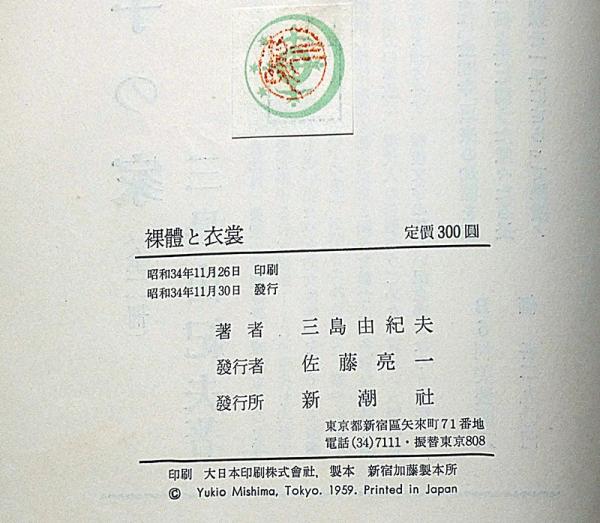 裸體と衣裳 定價300圓
昭和34年11月26日 印刷
昭和34年11月30日 發行
著者 三島由紀夫
發行者 佐藤亮一
發行所 新潮社
東京都新宿區矢來町71番地
電話(34)7111・振替東京808
印刷 大日本印刷株式會社. 製本 新宿加藤製本所
© Yukio Mishima, Tokyo. 1959. Printed in Japan